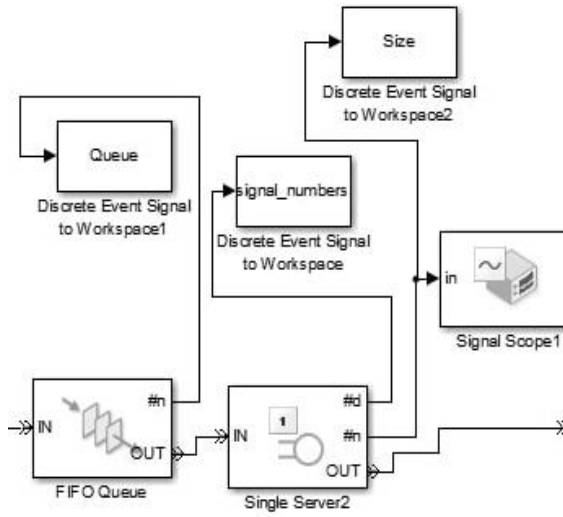 Size
Discrete Event Signal
to Workspace2
Queue
Discrete Event Signal
to Workspace1
signal_numbers
Discrete Event Signal
to Workspace
in
Signal Scope1
#n
IN
OUT
FIFO Queue
#d
1
IN
#n
OUT
Single Server2